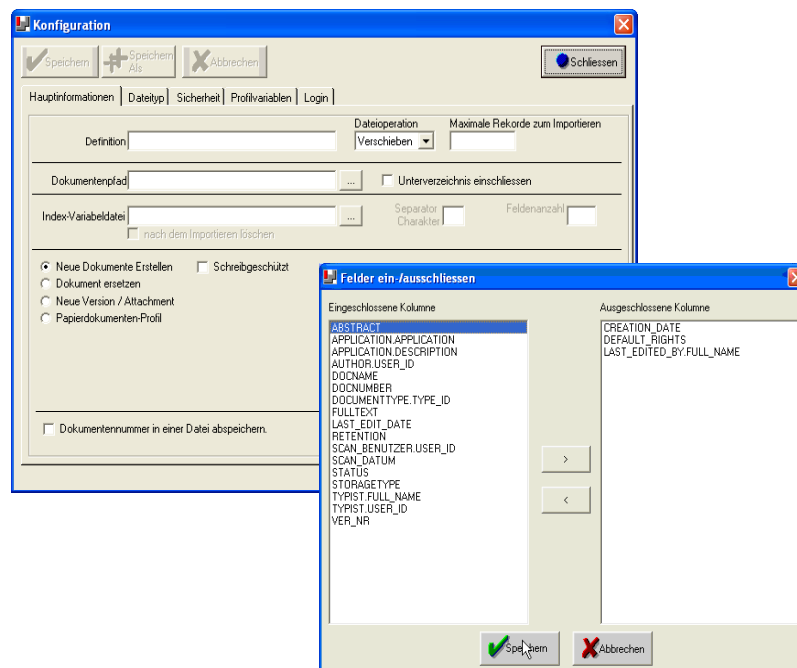 Konfiguration
Speichern
Speichern Als
Abbrechen
Schliessen
Hauptinformationen
Dateityp
Sicherheit
Profilvariablen
Login
Dateioperation
Maximale Rekorde zum Importieren
Definition
Verschieben
Dokumentenpfad
...
Unterverzeichnis einschliessen
Index-Variabeldatei
...
Separator Charakter
Feldenanzahl
nach dem Importieren löschen
Neue Dokumente Erstellen
Schreibgeschützt
Dokument ersetzen
Neue Version / Attachment
Papierdokumenten-Profil
Dokumentennummer in einer Datei abspeichern.
Felder ein-/ausschliessen
Eingeschlossene Kolumne
ABSTRACT
APPLICATION.APPLICATION
APPLICATION.DESCRIPTION
AUTHOR.USER_ID
DOCNAME
DOCNUMBER
DOCUMENTTYPE.TYPE_ID
FULLTEXT
LAST_EDIT_DATE
RETENTION
SCAN_BENUTZER.USER_ID
SCAN_DATUM
STATUS
STORAGETYPE
TYPIST.FULL_NAME
TYPIST.USER_ID
VER_NR
>
<
Ausgeschlossene Kolumne
CREATION_DATE
DEFAULT_RIGHTS
LAST_EDITED_BY.FULL_NAME
Speichern
Abbrechen